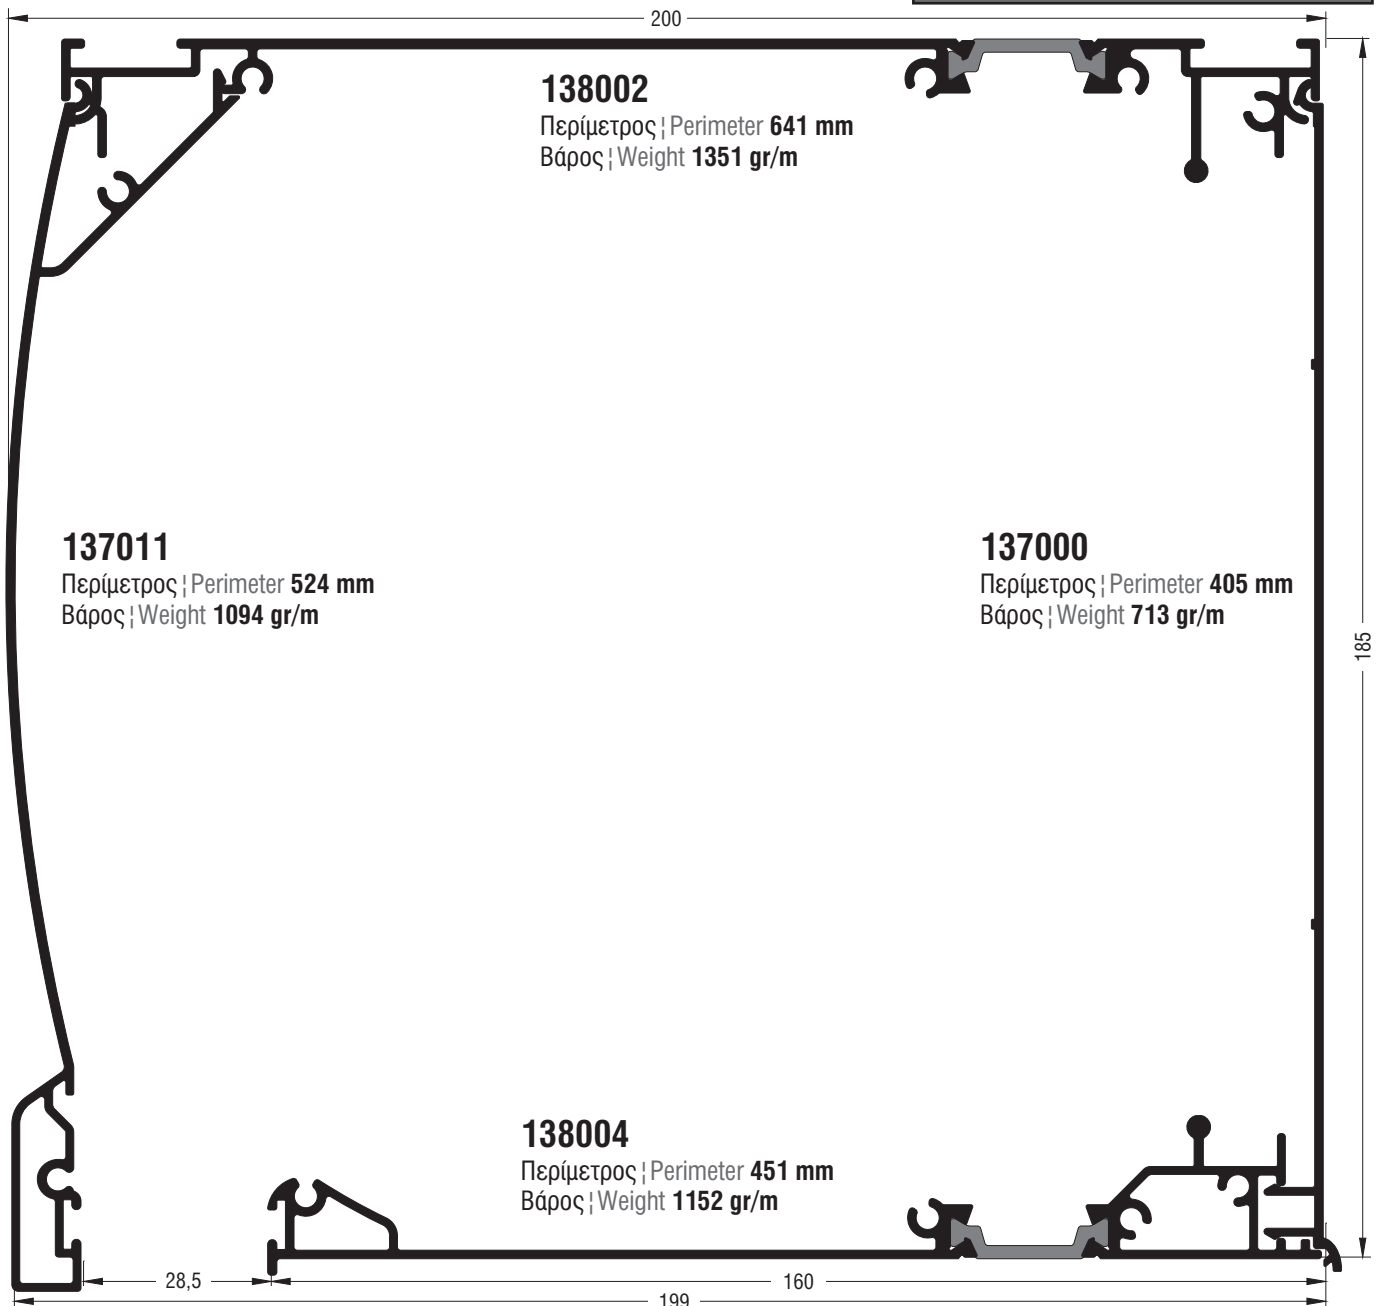 200
138002
Περίμετρος ¦ Perimeter 641 mm
Βάρος ¦ Weight 1351 gr/m
137011
Περίμετρος ¦ Perimeter 524 mm
Βάρος ¦ Weight 1094 gr/m
137000
Περίμετρος ¦ Perimeter 405 mm
Βάρος ¦ Weight 713 gr/m
185
138004
Περίμετρος ¦ Perimeter 451 mm
Βάρος ¦ Weight 1152 gr/m
28,5
160
199